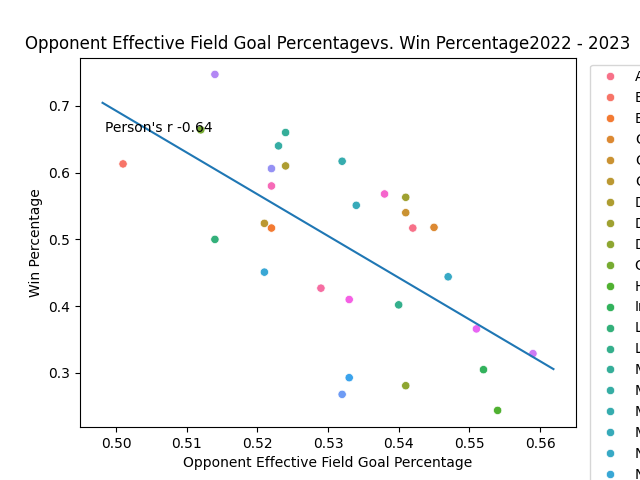 Opponent Effective Field Goal Percentagevs. Win Percentage2022 - 2023
0.7
Person's r -0.64
0.6
0.5
0.4
0.3
Win Percentage
0.50 0.51 0.52 0.53 0.54 0.55 0.56
Opponent Effective Field Goal Percentage